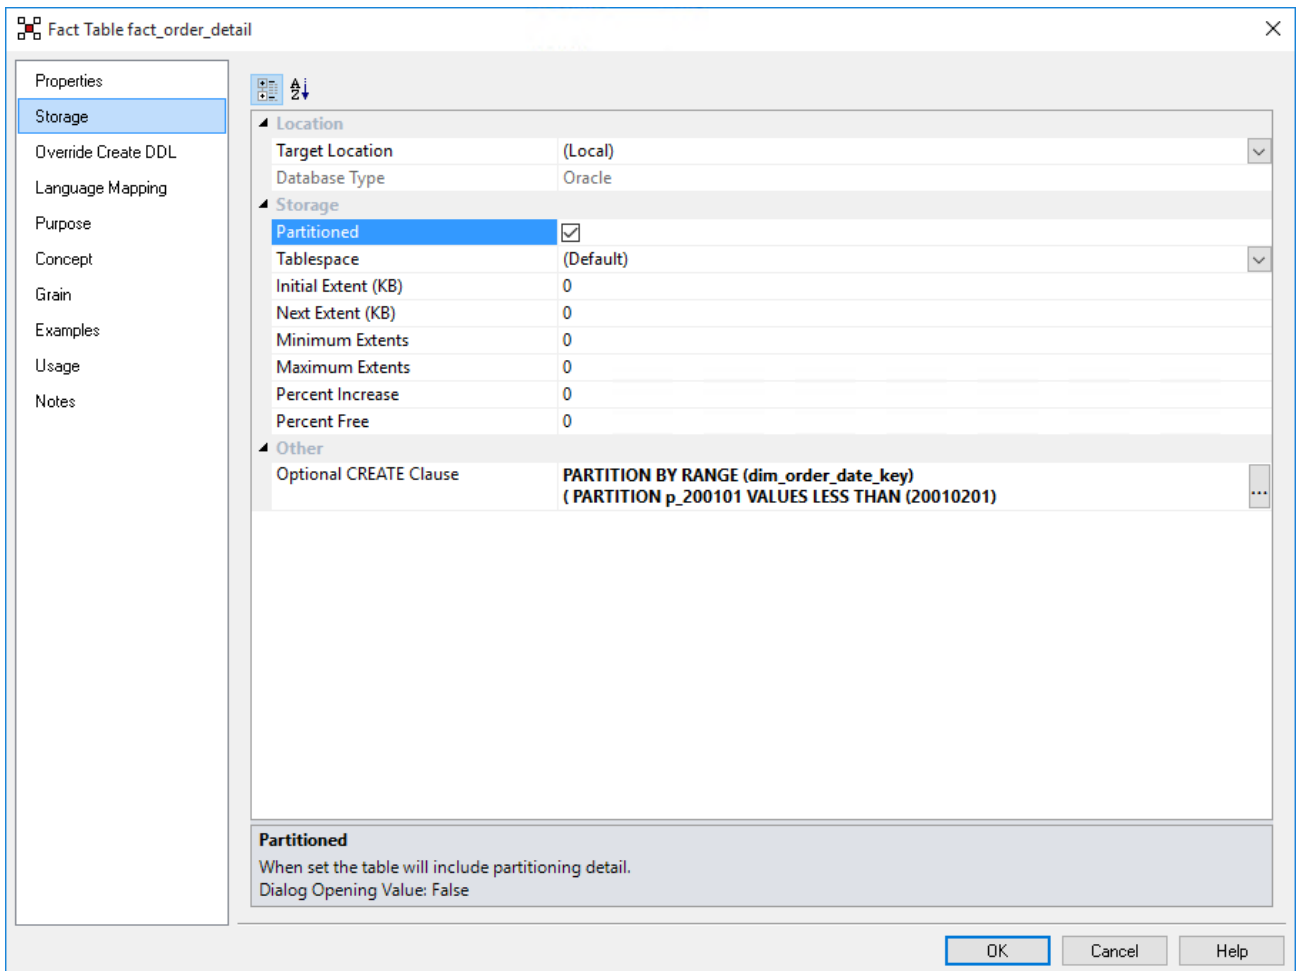 Fact Table fact_order_detail
Properties
Storage
Override Create DDL
Language Mapping
Purpose
Concept
Grain
Examples
Usage
Notes
Location
Target Location (Local)
Database Type Oracle
Storage
Partitioned
Tablespace (Default)
Initial Extent (KB) 0
Next Extent (KB) 0
Minimum Extents 0
Maximum Extents 0
Percent Increase 0
Percent Free 0
Other
Optional CREATE Clause PARTITION BY RANGE (dim_order_date_key)
( PARTITION p_200101 VALUES LESS THAN (20010201)
...
Partitioned
When set the table will include partitioning detail.
Dialog Opening Value: False
OK Cancel Help